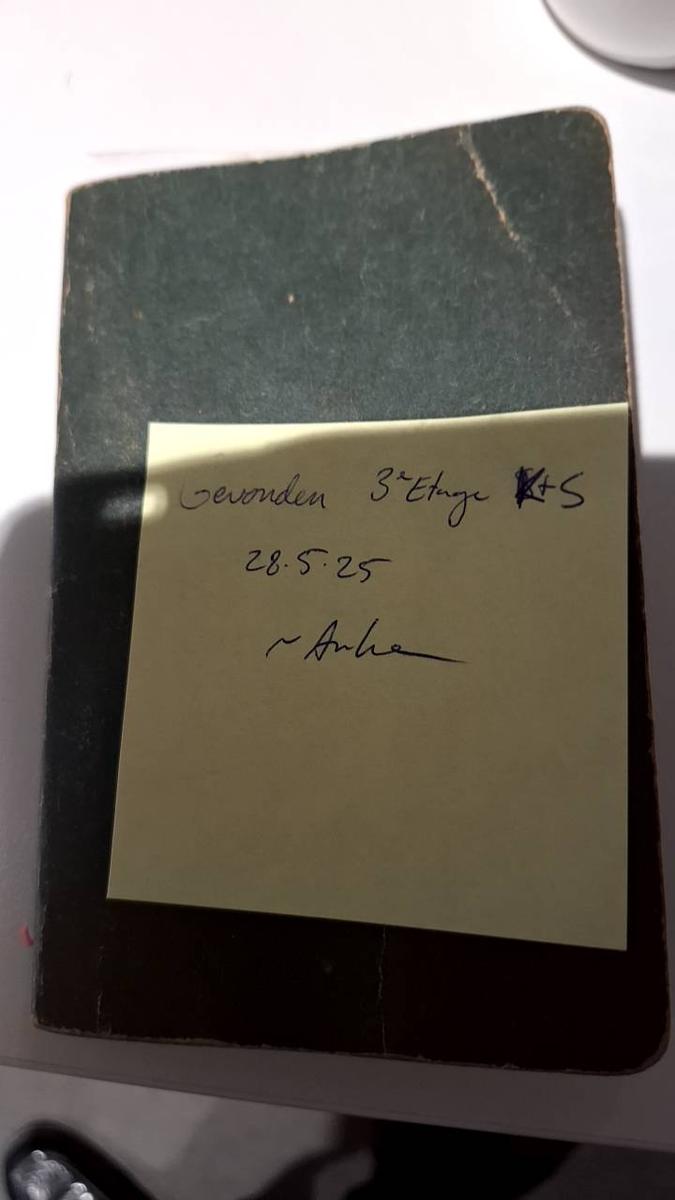 Gevonden 3e Etage K+S
28.5.25
~ Anke